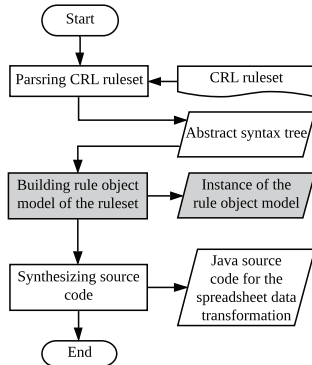 Start
Parsring CRL ruleset
CRL ruleset
Abstract syntax tree
Building rule object
model of the ruleset
Instance of the
rule object model
Synthesizing source
code
Java source
code for the
spreadsheet data
transformation
End